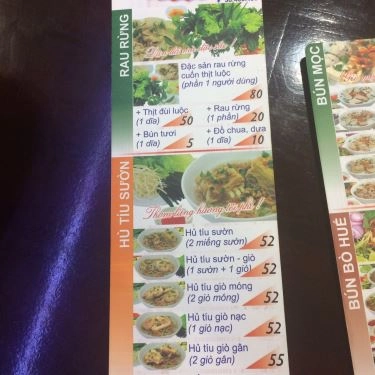 RAU RỪNG
Đặc sản rau rừng
cuốn thịt luộc
(phần 1 người dùng)
80
+ Thịt đùi luộc
(1 dĩa)
50
+ Rau rừng
(1 phần)
20
+ Bún tươi
(1 dĩa)
5
+ Đồ chua, dưa
(1 dĩa)
10
HỦ TÍU SƯỜN
Hủ tíu sườn
(2 miếng sườn)
52
Hủ tíu sườn - giò
(1 sườn + 1 giò)
52
Hủ tíu giò móng
(2 giò móng)
52
Hủ tíu giò nạc
(1 giò nạc)
52
Hủ tíu giò gân
(2 giò gân)
55
BÚN MỌC
BÚN BÒ HUẾ